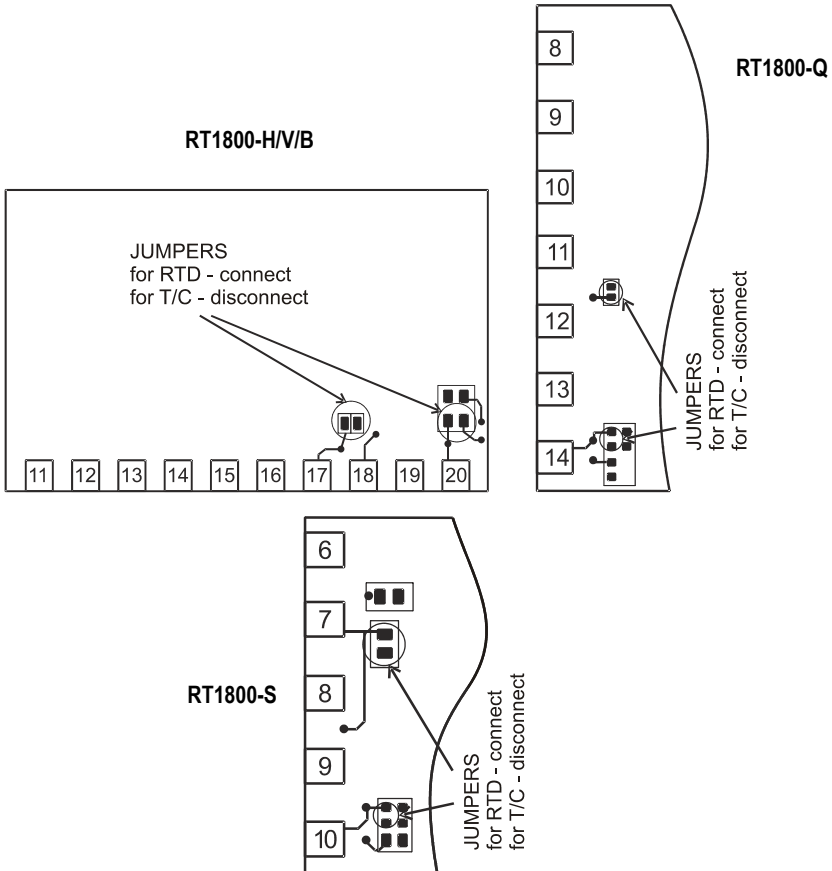 RT1800-H/V/B
JUMPERS
for RTD - connect
for T/C - disconnect
11 12 13 14 15 16 17 18 19 20
RT1800-Q
8
9
10
11
12
13
14
JUMPERS
for RTD - connect
for T/C - disconnect
RT1800-S
6
7
8
9
10
JUMPERS
for RTD - connect
for T/C - disconnect